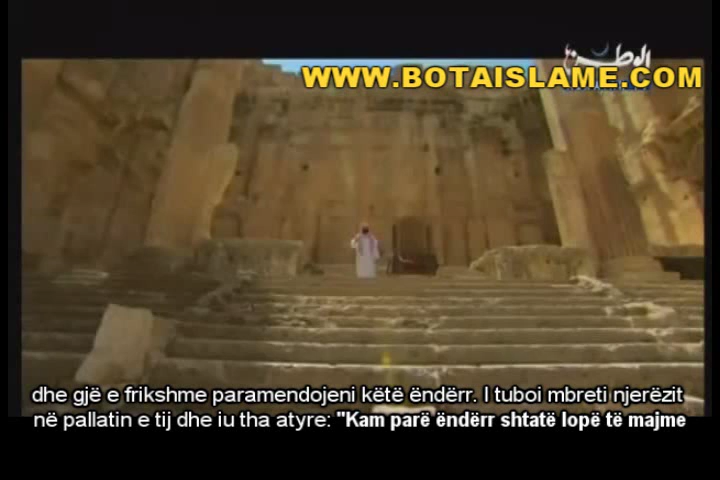 الوطن
WWW.BOTAISLAME.COM
dhe gjë e frikshme paramendojeni këtë ëndërr. I tuboi mbreti njerëzit
në pallatin e tij dhe iu tha atyre: "Kam parë ëndërr shtatë lopë të majme